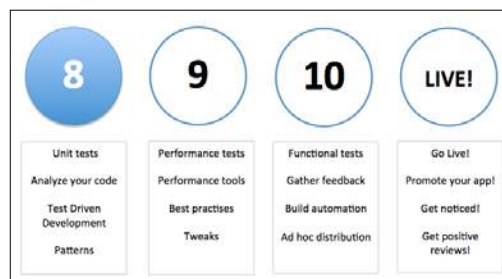 8
9
10
LIVE!
Unit tests
Analyze your code
Test Driven
Development
Patterns
Performance tests
Performance tools
Best practises
Tweaks
Functional tests
Gather feedback
Build automation
Ad hoc distribution
Go Live!
Promote your app!
Get noticed!
Get positive
reviews!